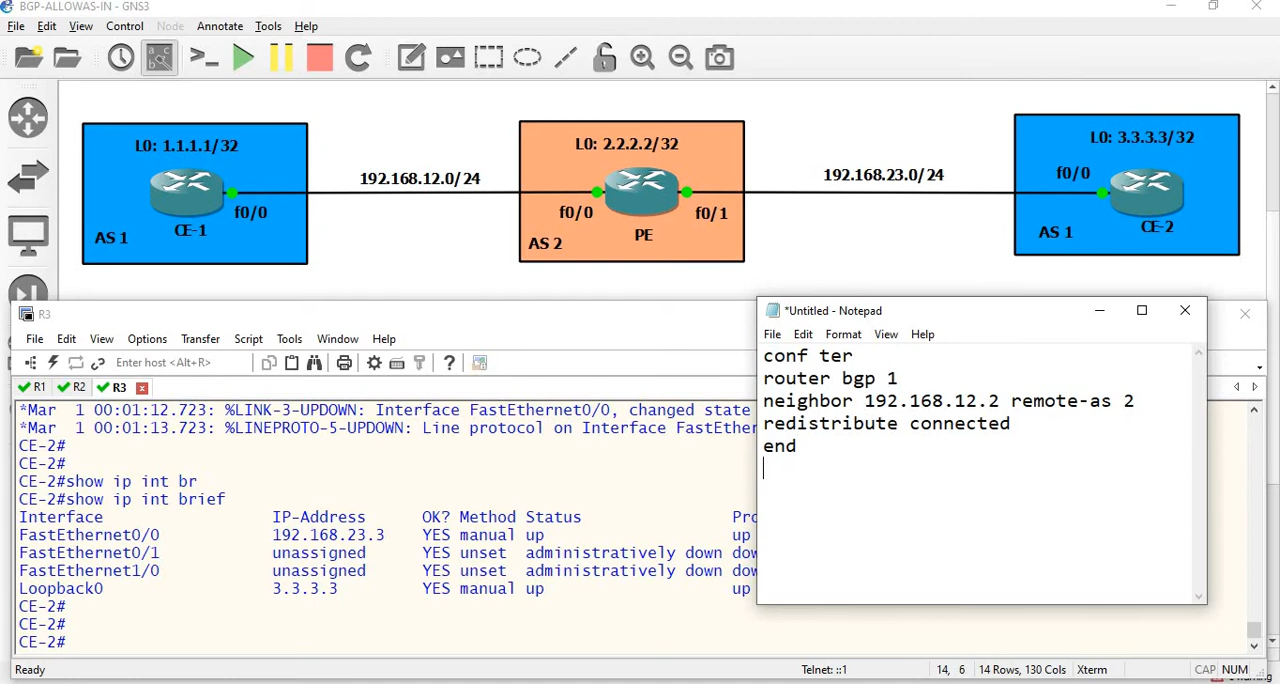 BGP-ALLOWAS-IN - GNS3
File Edit View Control Node Annotate Tools Help
L0: 1.1.1.1/32
CE-1
f0/0
AS 1
192.168.12.0/24
L0: 2.2.2.2/32
f0/0
f0/1
AS 2
PE
192.168.23.0/24
L0: 3.3.3.3/32
f0/0
AS 1
CE-2
R3
File Edit View Options Transfer Script Tools Window Help
Enter host <Alt+R>
R1 R2 R3
*Mar  1 00:01:12.723: %LINK-3-UPDOWN: Interface FastEthernet0/0, changed state
*Mar  1 00:01:13.723: %LINEPROTO-5-UPDOWN: Line protocol on Interface FastEther
CE-2#
CE-2#
CE-2#show ip int br
CE-2#show ip int brief
Interface IP-Address OK? Method Status Pro
FastEthernet0/0 192.168.23.3 YES manual up up
FastEthernet0/1 unassigned YES unset administratively down dow
FastEthernet1/0 unassigned YES unset administratively down dow
Loopback0 3.3.3.3 YES manual up up
CE-2#
CE-2#
CE-2#
Ready Telnet: ::1 14, 6 14 Rows, 130 Cols Xterm CAP NUM
*Untitled - Notepad
File Edit Format View Help
conf ter
router bgp 1
neighbor 192.168.12.2 remote-as 2
redistribute connected
end